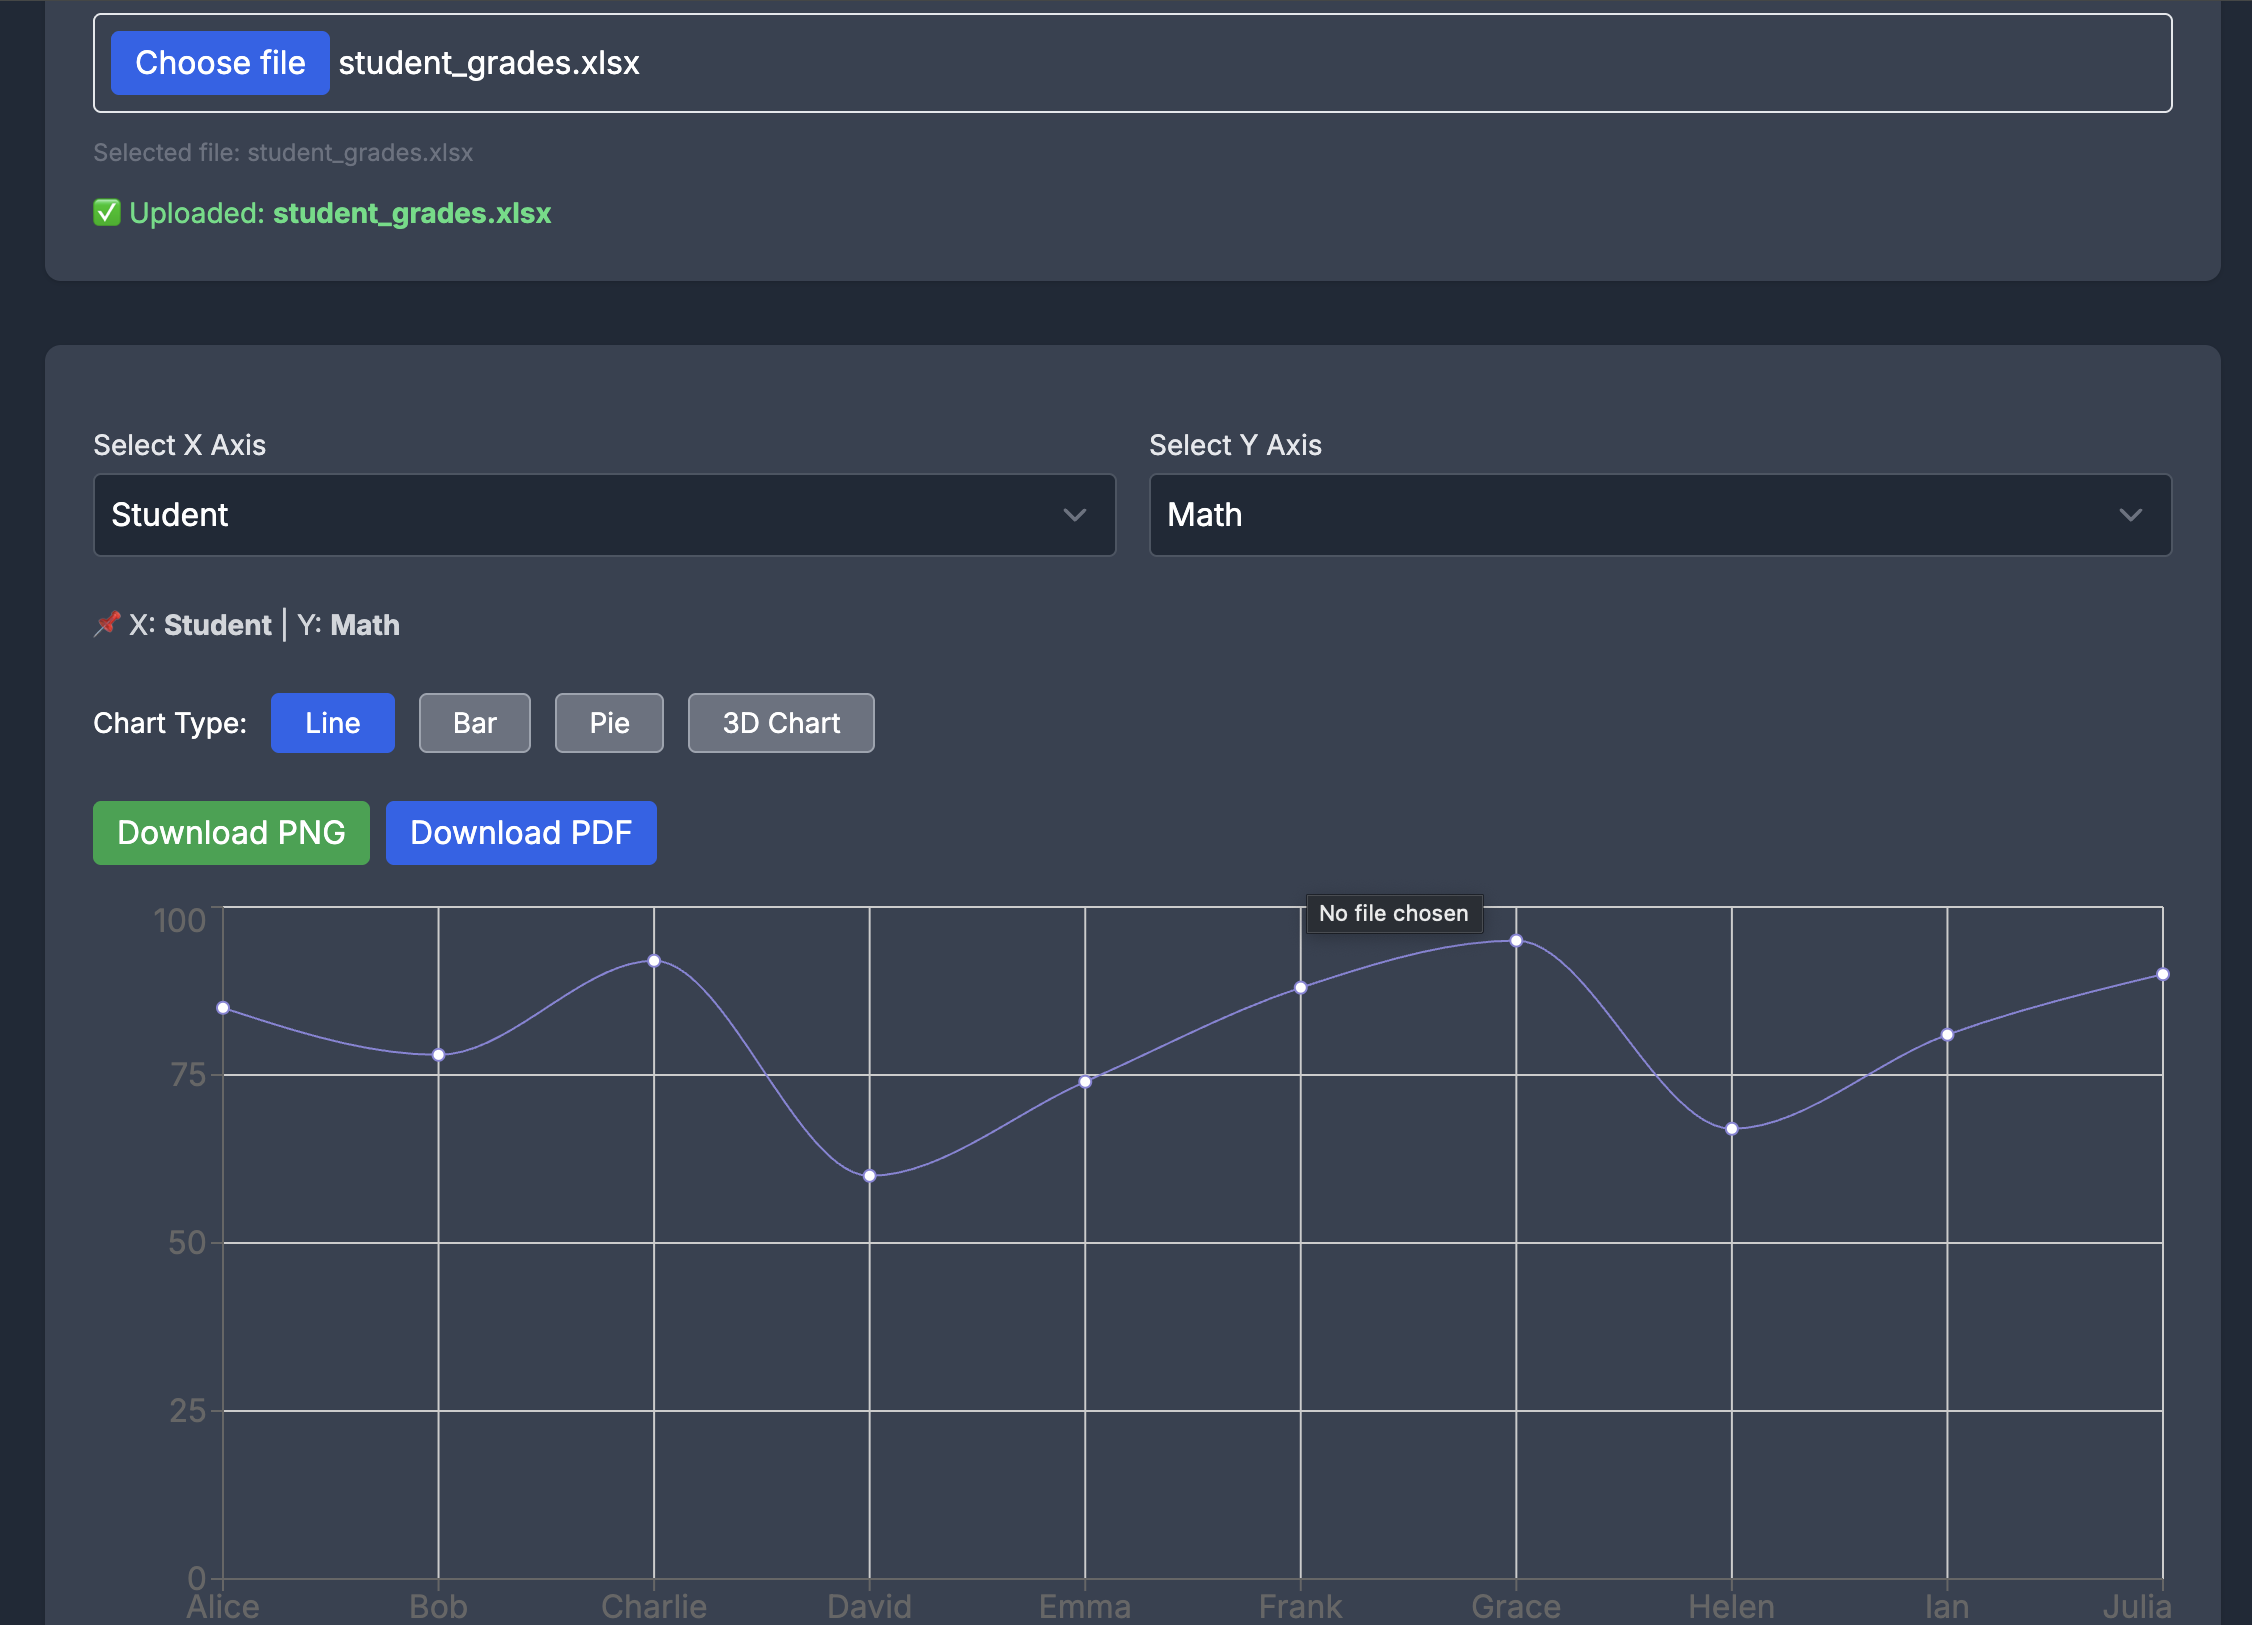 Choose file student_grades.xlsx
Selected file: student_grades.xlsx
✅ Uploaded: student_grades.xlsx
Select X Axis
Student
Select Y Axis
Math
📌 X: Student | Y: Math
Chart Type: Line Bar Pie 3D Chart
Download PNG Download PDF
No file chosen
100
75
50
25
0
Alice Bob Charlie David Emma Frank Grace Helen Ian Julia